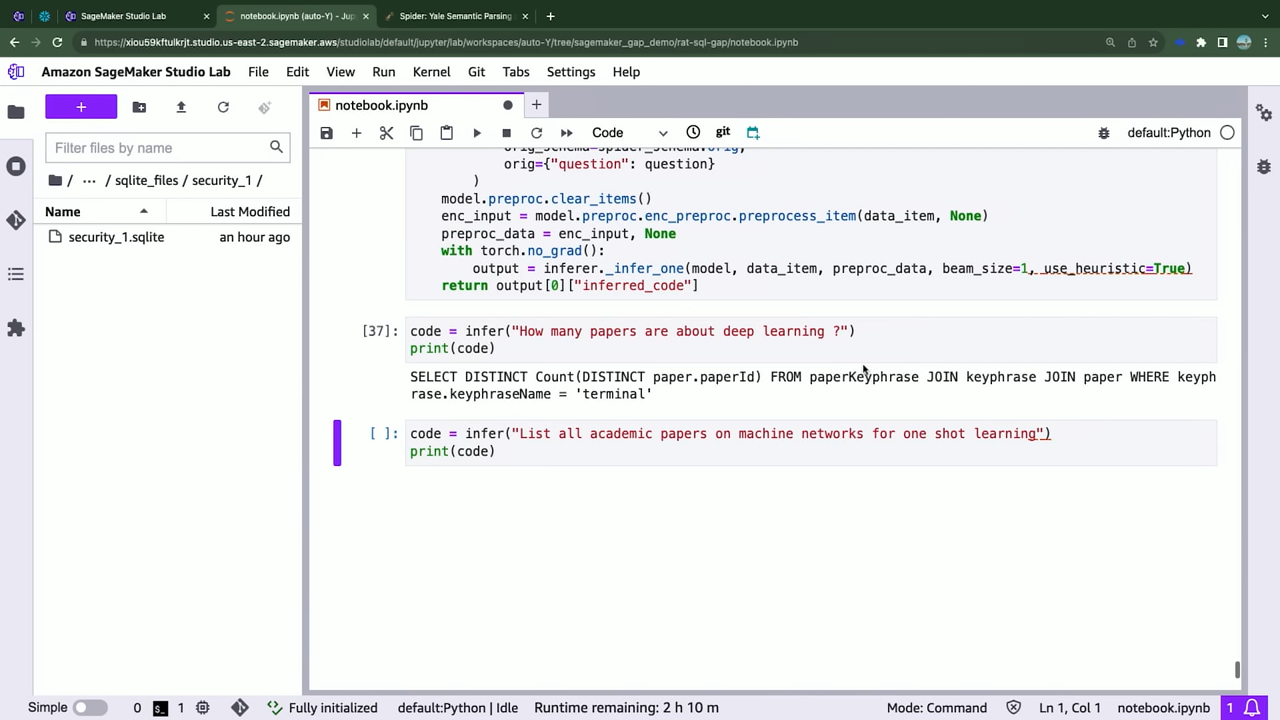 SageMaker Studio Lab
notebook.ipynb (auto-Y) - Jup
Spider: Yale Semantic Parsing
https://xiou59kftulkrjt.studio.us-east-2.sagemaker.aws/studiolab/default/jupyter/lab/workspaces/auto-Y/tree/sagemaker_gap_demo/rat-sql-gap/notebook.ipynb
Amazon SageMaker Studio Lab File Edit View Run Kernel Git Tabs Settings Help
notebook.ipynb
Code git default:Python
Filter files by name
/ ... / sqlite_files / security_1 /
Name Last Modified
security_1.sqlite an hour ago
orig_schema=spider_schema.orig,
orig={"question": question}
)
model.preproc.clear_items()
enc_input = model.preproc.enc_preproc.preprocess_item(data_item, None)
preproc_data = enc_input, None
with torch.no_grad():
output = inferer._infer_one(model, data_item, preproc_data, beam_size=1, use_heuristic=True)
return output[0]["inferred_code"]
[37]: code = infer("How many papers are about deep learning ?")
print(code)
SELECT DISTINCT Count(DISTINCT paper.paperId) FROM paperKeyphrase JOIN keyphrase JOIN paper WHERE keyph
rase.keyphraseName = 'terminal'
[ ]: code = infer("List all academic papers on machine networks for one shot learning")
print(code)
Simple 0 1 Fully initialized default:Python | Idle Runtime remaining: 2 h 10 m Mode: Command Ln 1, Col 1 notebook.ipynb 1